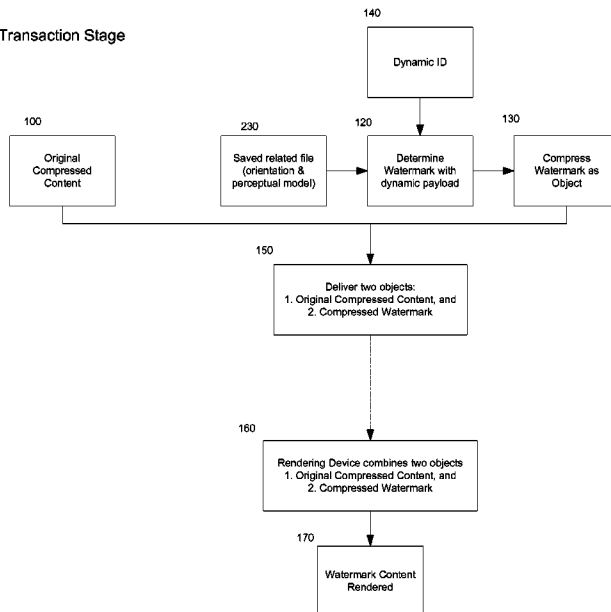 Transaction Stage
140
Dynamic ID
100
Original
Compressed
Content
230
Saved related file
(orientation &
perceptual model)
120
Determine
Watermark with
dynamic payload
130
Compress
Watermark as
Object
150
Deliver two objects:
1. Original Compressed Content, and
2. Compressed Watermark
160
Rendering Device combines two objects
1. Original Compressed Content, and
2. Compressed Watermark
170
Watermark Content
Rendered